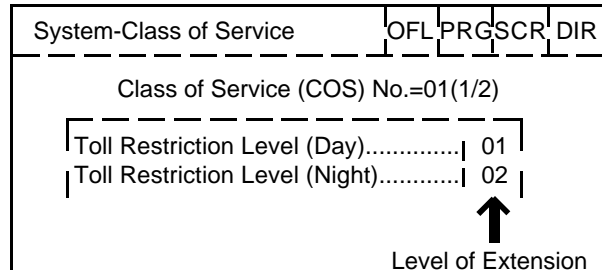 System-Class of Service OFL PRG SCR DIR
Class of Service (COS) No.=01(1/2)
Toll Restriction Level (Day).............. 01
Toll Restriction Level (Night)............ 02
Level of Extension